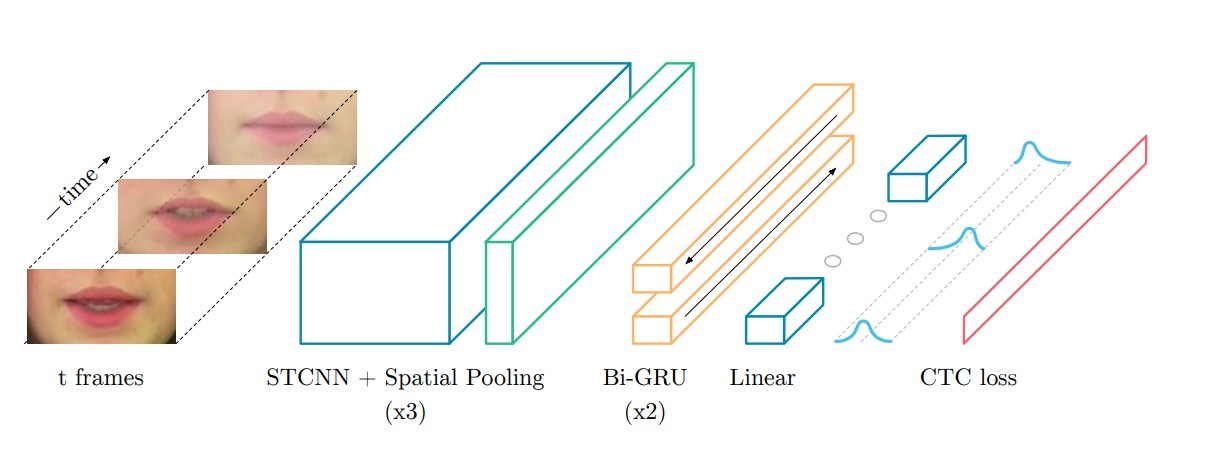 time
t frames
STCNN + Spatial Pooling
(x3)
Bi-GRU
(x2)
Linear
CTC loss